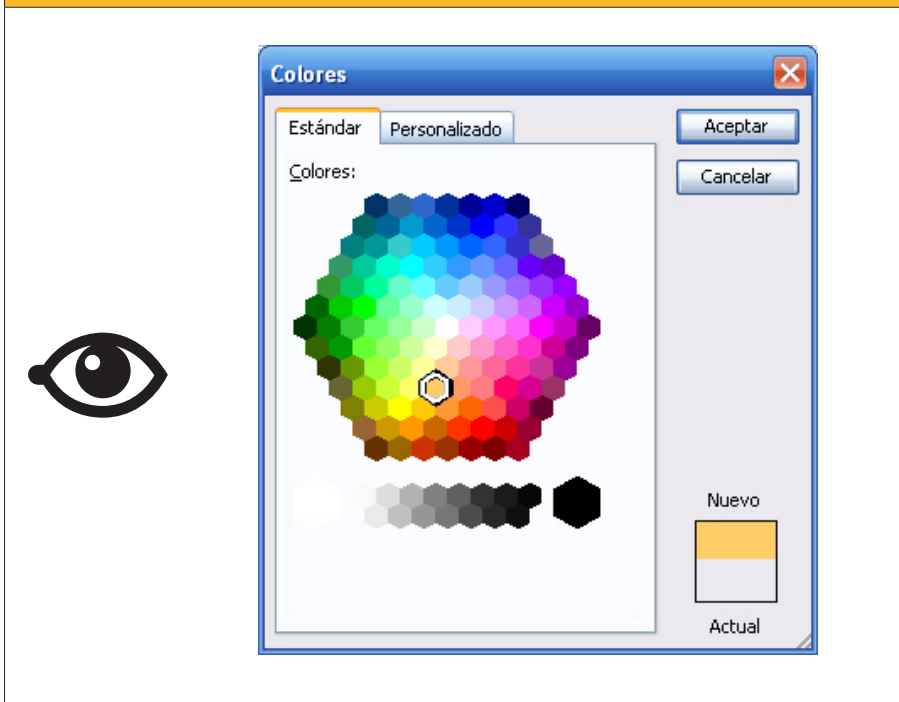 Colores
Estándar
Personalizado
Aceptar
Colores:
Cancelar
Nuevo
Actual